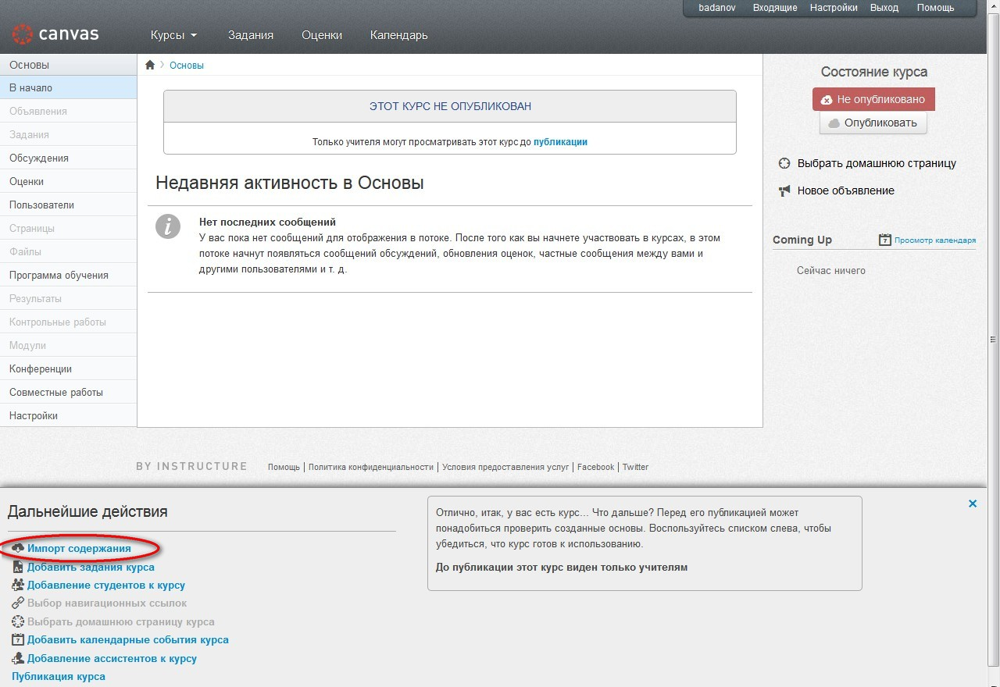 badanov Входящие Настройки Выход Помощь
canvas
Курсы Задания Оценки Календарь
Основы
В начало
Объявления
Задания
Обсуждения
Оценки
Пользователи
Страницы
Файлы
Программа обучения
Результаты
Контрольные работы
Модули
Конференции
Совместные работы
Настройки
Основы
ЭТОТ КУРС НЕ ОПУБЛИКОВАН
Только учителя могут просматривать этот курс до публикации
Недавняя активность в Основы
Нет последних сообщений
У вас пока нет сообщений для отображения в потоке. После того как вы начнете участвовать в курсах, в этом
потоке начнут появляться сообщений обсуждений, обновления оценок, частные сообщения между вами и
другими пользователями и т. д.
Состояние курса
Не опубликовано
Опубликовать
Выбрать домашнюю страницу
Новое объявление
Coming Up 7 Просмотр календаря
Сейчас ничего
BY INSTRUCTURE Помощь | Политика конфиденциальности | Условия предоставления услуг | Facebook | Twitter
Дальнейшие действия
Импорт содержания
A+ Добавить задания курса
Добавление студентов к курсу
Выбор навигационных ссылок
Выбрать домашнюю страницу курса
7 Добавить календарные события курса
Добавление ассистентов к курсу
Публикация курса
Отлично, итак, у вас есть курс... Что дальше? Перед его публикацией может
понадобиться проверить созданные основы. Воспользуйтесь списком слева, чтобы
убедиться, что курс готов к использованию.
До публикации этот курс виден только учителям